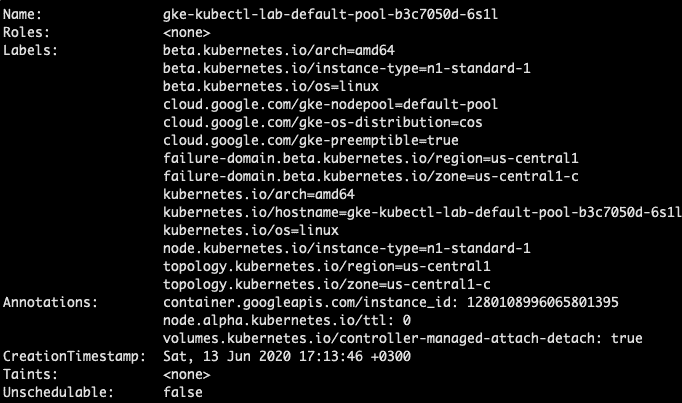 Name: gke-kubectl-lab-default-pool-b3c7050d-6s1l
Roles: <none>
Labels: beta.kubernetes.io/arch=amd64
beta.kubernetes.io/instance-type=n1-standard-1
beta.kubernetes.io/os=linux
cloud.google.com/gke-nodepool=default-pool
cloud.google.com/gke-os-distribution=cos
cloud.google.com/gke-preemptible=true
failure-domain.beta.kubernetes.io/region=us-central1
failure-domain.beta.kubernetes.io/zone=us-central1-c
kubernetes.io/arch=amd64
kubernetes.io/hostname=gke-kubectl-lab-default-pool-b3c7050d-6s1l
kubernetes.io/os=linux
node.kubernetes.io/instance-type=n1-standard-1
topology.kubernetes.io/region=us-central1
topology.kubernetes.io/zone=us-central1-c
Annotations: container.googleapis.com/instance_id: 1280108996065801395
node.alpha.kubernetes.io/ttl: 0
volumes.kubernetes.io/controller-managed-attach-detach: true
CreationTimestamp: Sat, 13 Jun 2020 17:13:46 +0300
Taints: <none>
Unschedulable: false